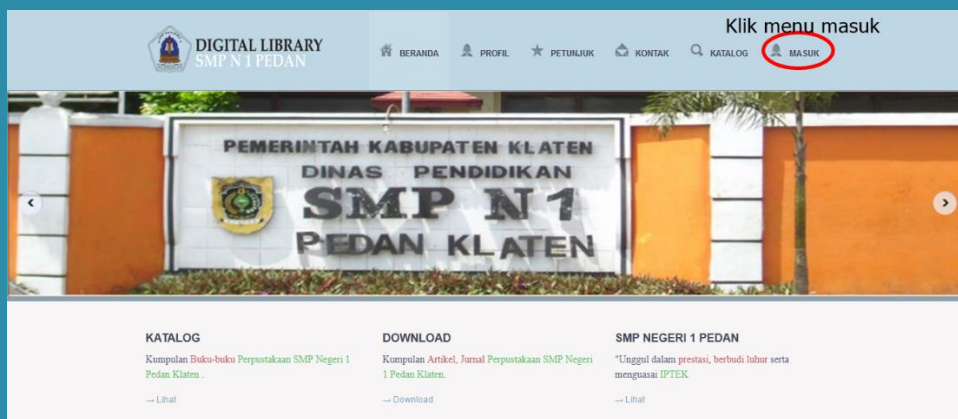 Klik menu masuk
DIGITAL LIBRARY
SMP N 1 PEDAN
BERANDA PROFIL PETUNJUK KONTAK KATALOG MASUK
PEMERINTAH KABUPATEN KLATEN
DINAS PENDIDIKAN
SMP N 1
PEDAN KLATEN
KATALOG
Kumpulan Buku-buku Perpustakaan SMP Negeri 1
Pedan Klaten .
→ Lihat
DOWNLOAD
Kumpulan Artikel, Jurnal Perpustakaan SMP Negeri
1 Pedan Klaten.
→ Download
SMP NEGERI 1 PEDAN
"Unggul dalam prestasi, berbudi luhur serta
menguasai IPTEK
→ Lihat